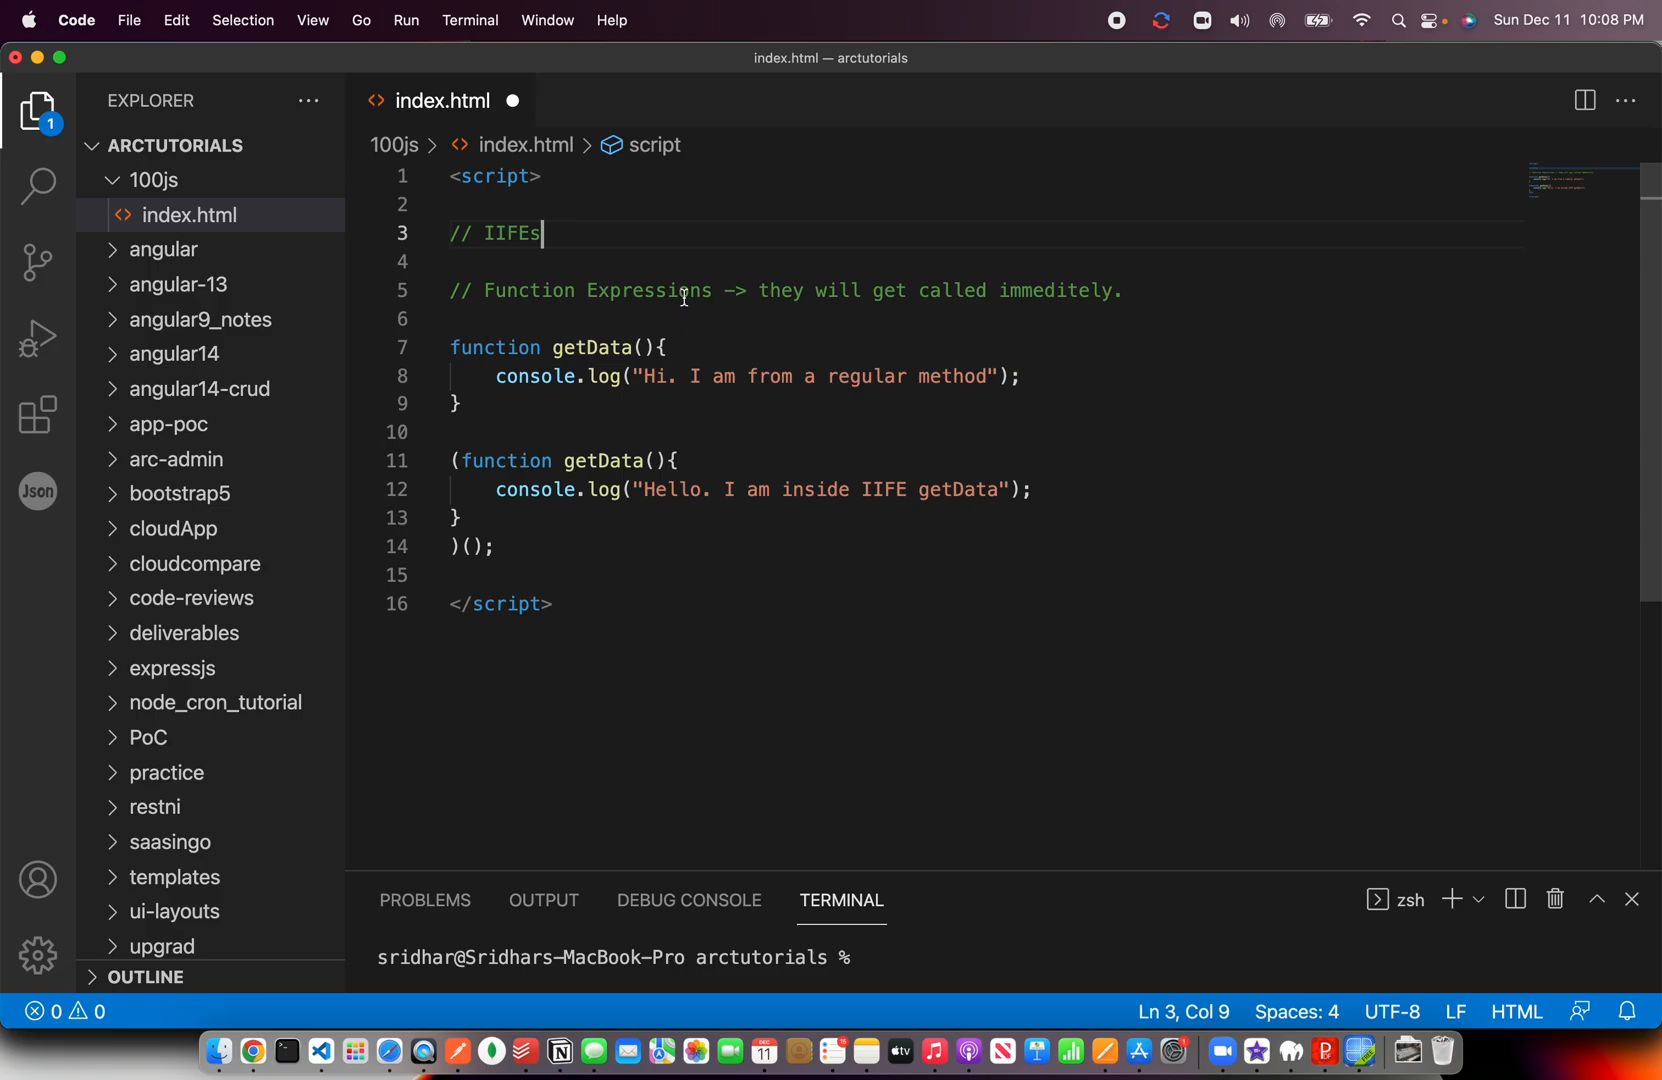 Code File Edit Selection View Go Run Terminal Window Help Sun Dec 11 10:08 PM
index.html — arctutorials
EXPLORER ···
index.html
1
ARCTUTORIALS
100js > index.html > script
100js
index.html
angular
angular-13
angular9_notes
angular14
angular14-crud
app-poc
arc-admin
Json
bootstrap5
cloudApp
cloudcompare
code-reviews
deliverables
expressjs
node_cron_tutorial
PoC
practice
restni
saasingo
templates
ui-layouts
upgrad
OUTLINE
1 <script>
2
3 // IIFEs
4
5 // Function Expressions –> they will get called immeditely.
6
7 function getData(){
8 console.log("Hi. I am from a regular method");
9 }
10
11 (function getData(){
12 console.log("Hello. I am inside IIFE getData");
13 }
14 )();
15
16 </script>
PROBLEMS OUTPUT DEBUG CONSOLE TERMINAL zsh
sridhar@Sridhars-MacBook-Pro arctutorials %
0 0 Ln 3, Col 9 Spaces: 4 UTF-8 LF HTML